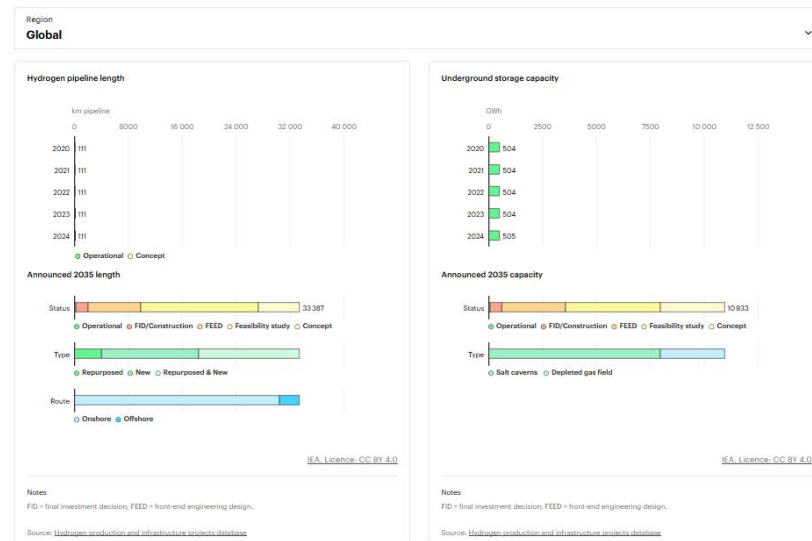 Region
Global
Hydrogen pipeline length
km pipeline
0 8000 16 000 24 000 32 000 40 000
2020 111
2021 111
2022 111
2023 111
2024 111
Operational Concept
Announced 2035 length
Status 33 387
Operational FID/Construction FEED Feasibility study Concept
Type
Repurposed New Repurposed & New
Route
Onshore Offshore
IEA. Licence: CC BY 4.0
Notes
FID = final investment decision; FEED = front-end engineering design.
Source: Hydrogen production and infrastructure projects database
Underground storage capacity
GWh
0 2500 5000 7500 10 000 12 500
2020 504
2021 504
2022 504
2023 504
2024 505
Announced 2035 capacity
Status 10 933
Operational FID/Construction FEED Feasibility study Concept
Type
Salt caverns Depleted gas field
IEA. Licence: CC BY 4.0
Notes
FID = final investment decision; FEED = front-end engineering design.
Source: Hydrogen production and infrastructure projects database